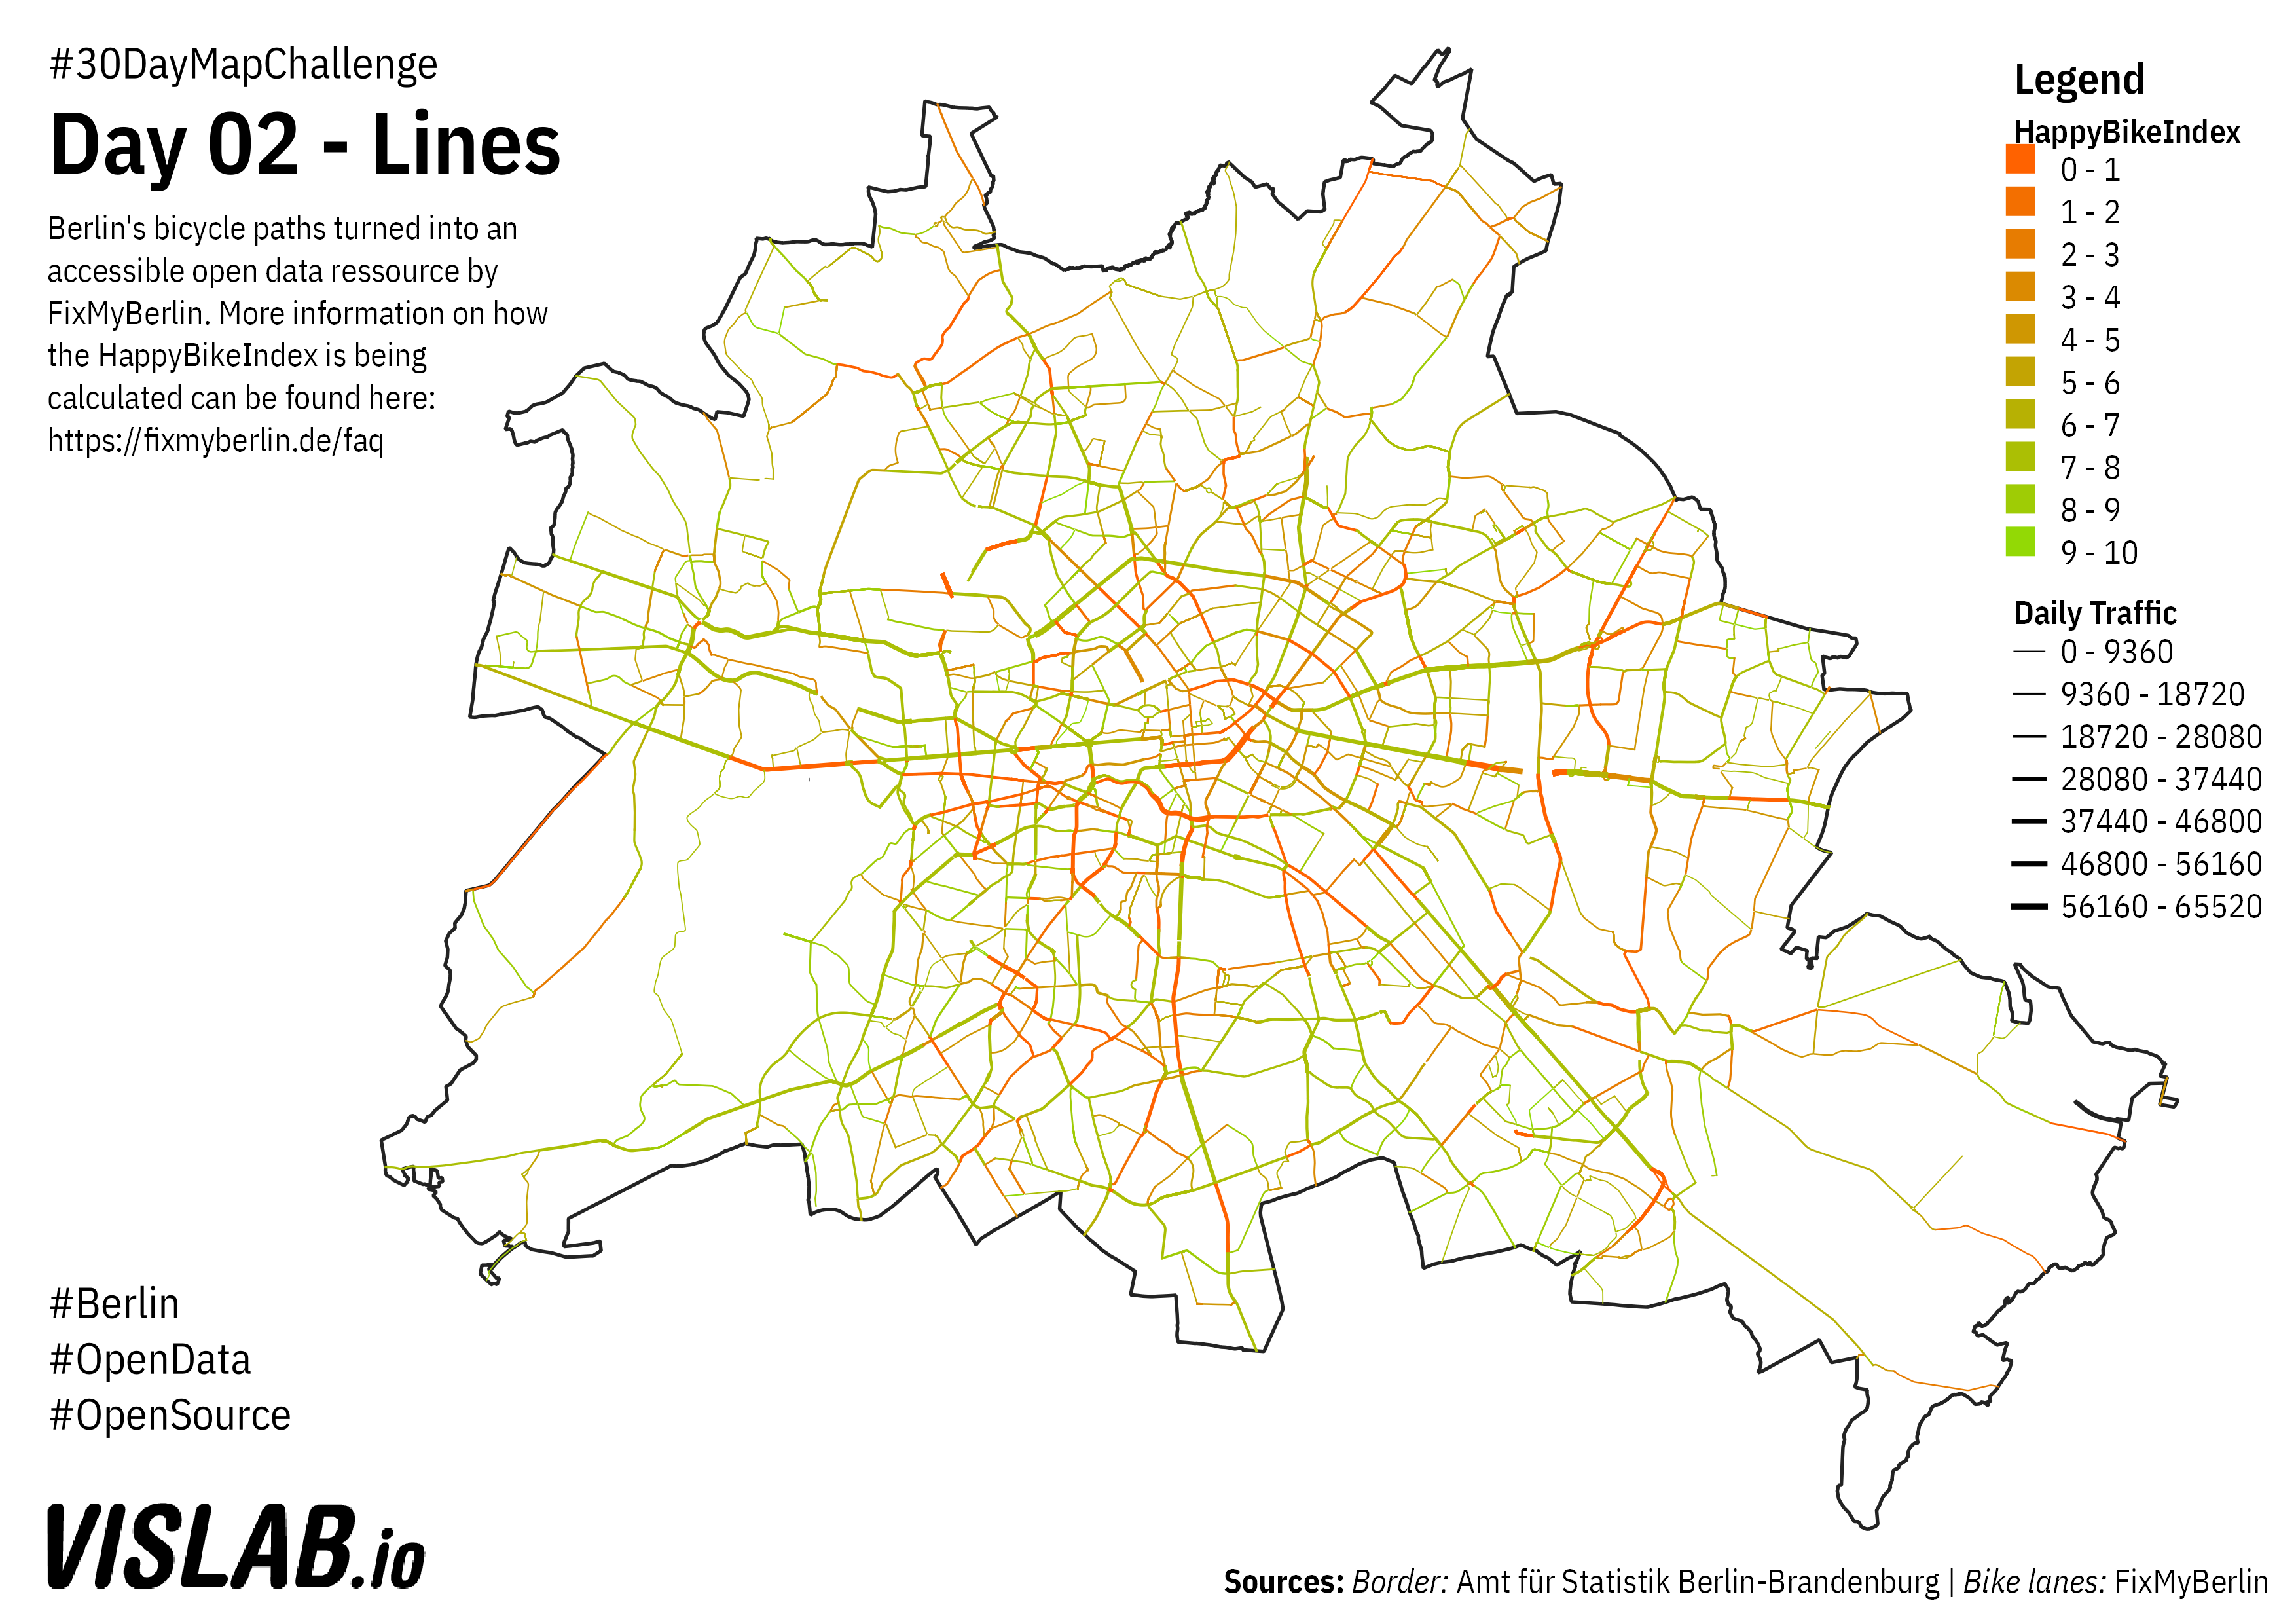 #30DayMapChallenge
Day 02 - Lines
Berlin's bicycle paths turned into an
accessible open data ressource by
FixMyBerlin. More information on how
the HappyBikeIndex is being
calculated can be found here:
https://fixmyberlin.de/faq
Legend
HappyBikeIndex
0 - 1
1 - 2
2 - 3
3 - 4
4 - 5
5 - 6
6 - 7
7 - 8
8 - 9
9 - 10
Daily Traffic
0 - 9360
9360 - 18720
18720 - 28080
28080 - 37440
37440 - 46800
46800 - 56160
56160 - 65520
#Berlin
#OpenData
#OpenSource
VISLAB.io
Sources: Border: Amt für Statistik Berlin-Brandenburg | Bike lanes: FixMyBerlin